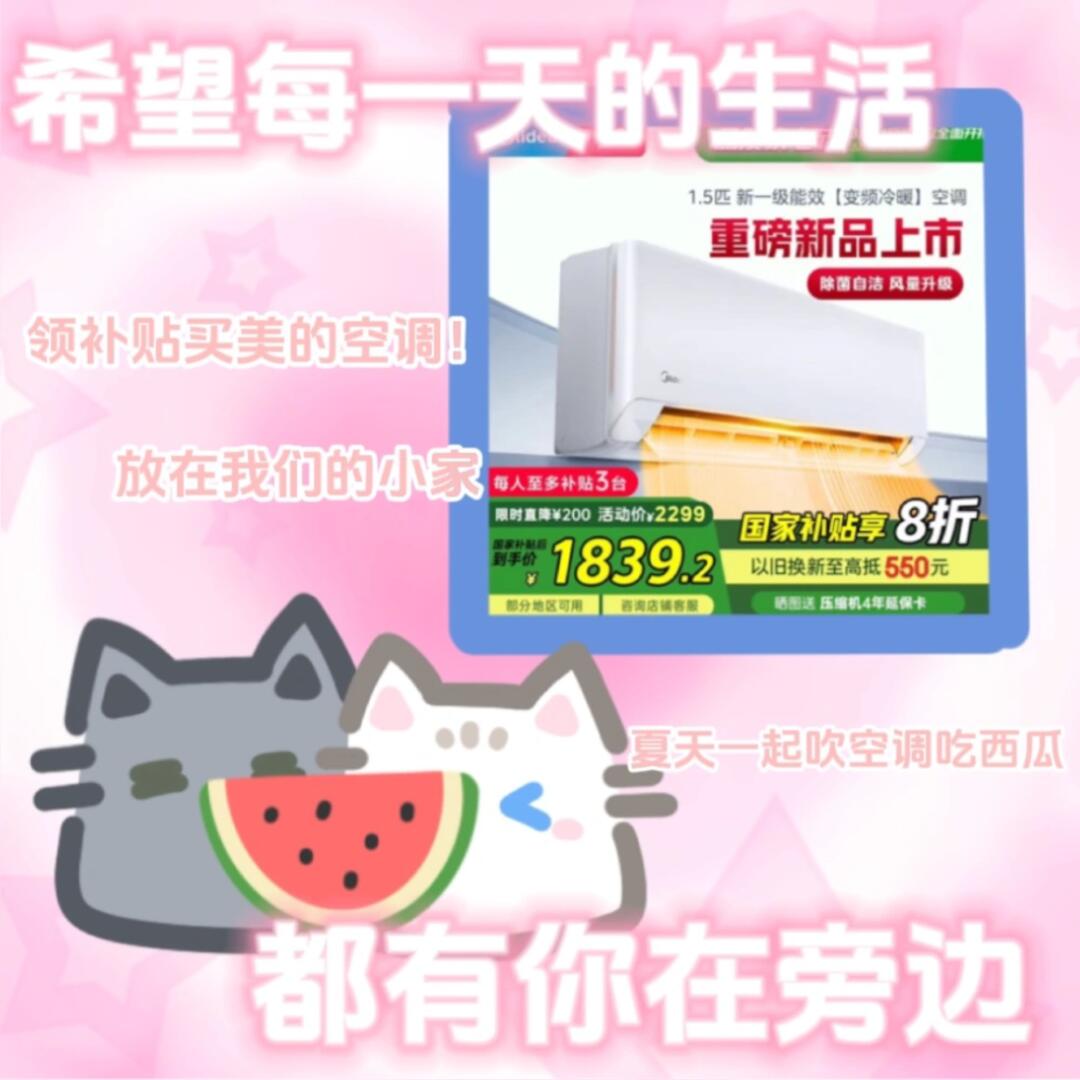 希望每一天的生活
1.5匹 新一级能效【变频冷暖】空调
重磅新品上市
除菌自洁 风量升级
领补贴买美的空调!
放在我们的小家
每人至多补贴3台
限时直降¥200 活动价¥2299
国家补贴后
到手价
¥1839.2
部分地区可用
咨询店铺客服
国家补贴享8折
以旧换新至高抵550元
晒图送 压缩机4年延保卡
夏天一起吹空调吃西瓜
都有你在旁边